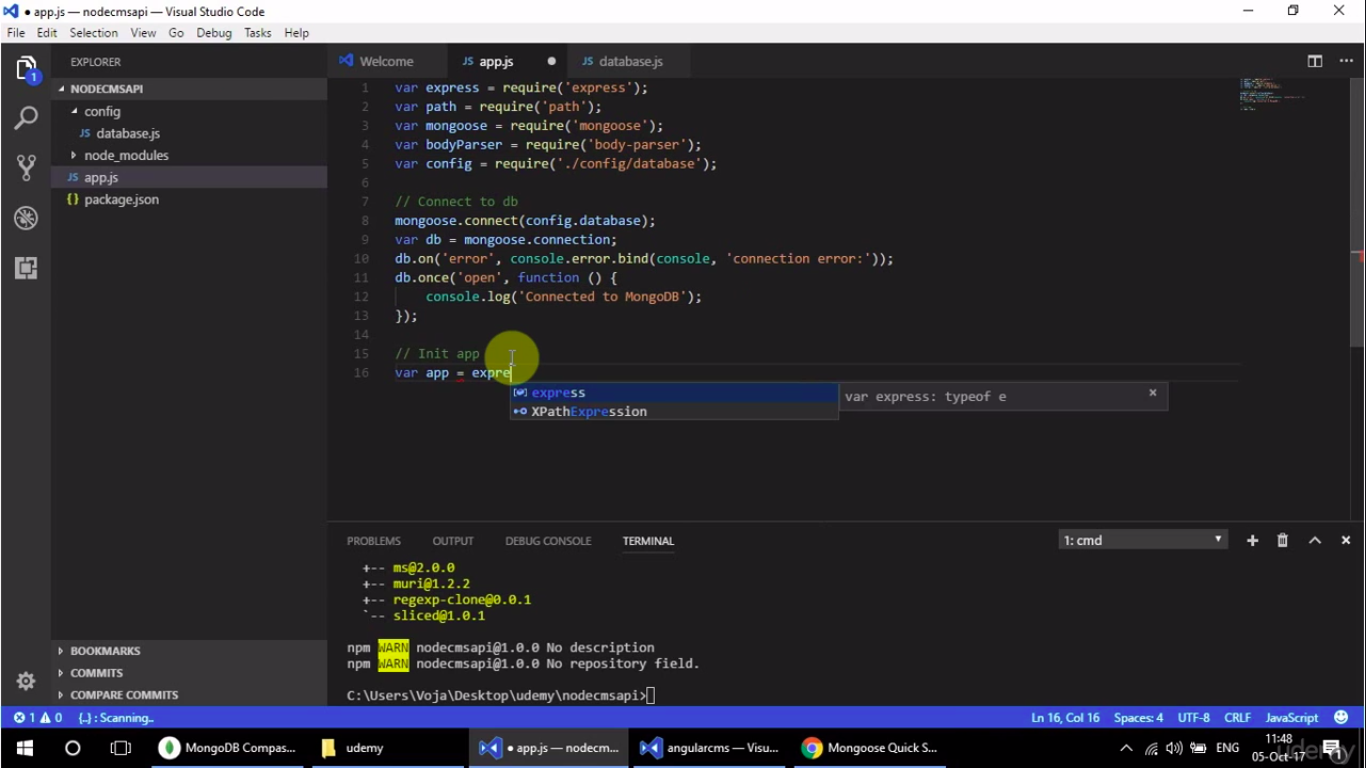 ● app.js — nodecmsapi — Visual Studio Code
File Edit Selection View Go Debug Tasks Help
EXPLORER
1
NODECMSAPI
config
JS database.js
node_modules
JS app.js
{} package.json
BOOKMARKS
COMMITS
COMPARE COMMITS
Welcome JS app.js ● JS database.js
1 var express = require('express');
2 var path = require('path');
3 var mongoose = require('mongoose');
4 var bodyParser = require('body-parser');
5 var config = require('./config/database');
6
7 // Connect to db
8 mongoose.connect(config.database);
9 var db = mongoose.connection;
10 db.on('error', console.error.bind(console, 'connection error:'));
11 db.once('open', function () {
12 console.log('Connected to MongoDB');
13 });
14
15 // Init app
16 var app = expre
express
XPathExpression
var express: typeof e
PROBLEMS OUTPUT DEBUG CONSOLE TERMINAL
1: cmd
+-- ms@2.0.0
+-- muri@1.2.2
+-- regexp-clone@0.0.1
`-- sliced@1.0.1
npm WARN nodecmsapi@1.0.0 No description
npm WARN nodecmsapi@1.0.0 No repository field.
C:\Users\Voja\Desktop\udemy\nodecmsapi>
1 0 {..} : Scanning..
Ln 16, Col 16 Spaces: 4 UTF-8 CRLF JavaScript
MongoDB Compas... udemy ● app.js — nodecm... angularcms — Visu... Mongoose Quick S...
ENG
11:48
05-Oct-17
1
udemy